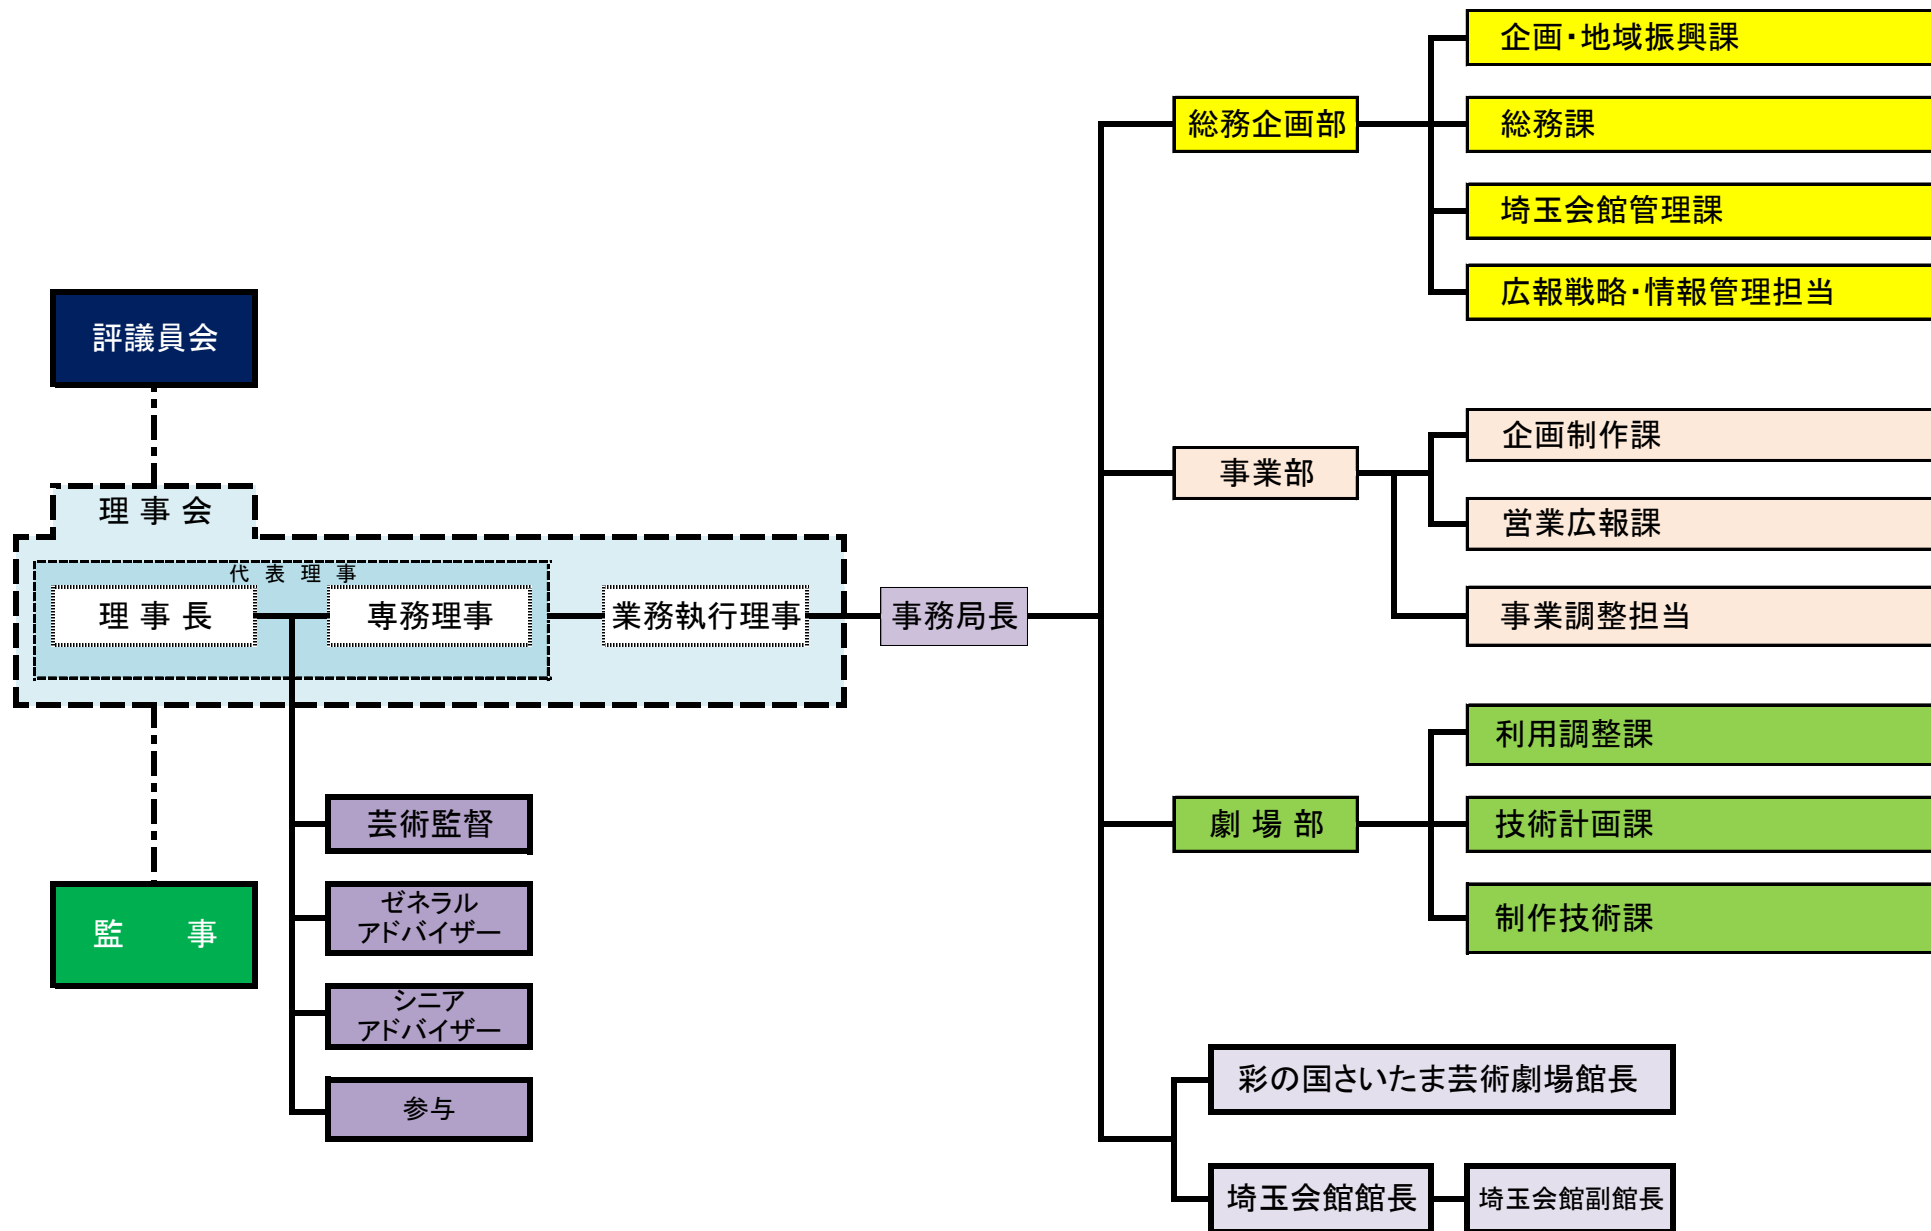 評議員会
理事会
代表理事
理事長
専務理事
業務執行理事
事務局長
監　事
芸術監督
ゼネラル
アドバイザー
シニア
アドバイザー
参与
総務企画部
企画・地域振興課
総務課
埼玉会館管理課
広報戦略・情報管理担当
事業部
企画制作課
営業広報課
事業調整担当
劇場部
利用調整課
技術計画課
制作技術課
彩の国さいたま芸術劇場館長
埼玉会館館長
埼玉会館副館長